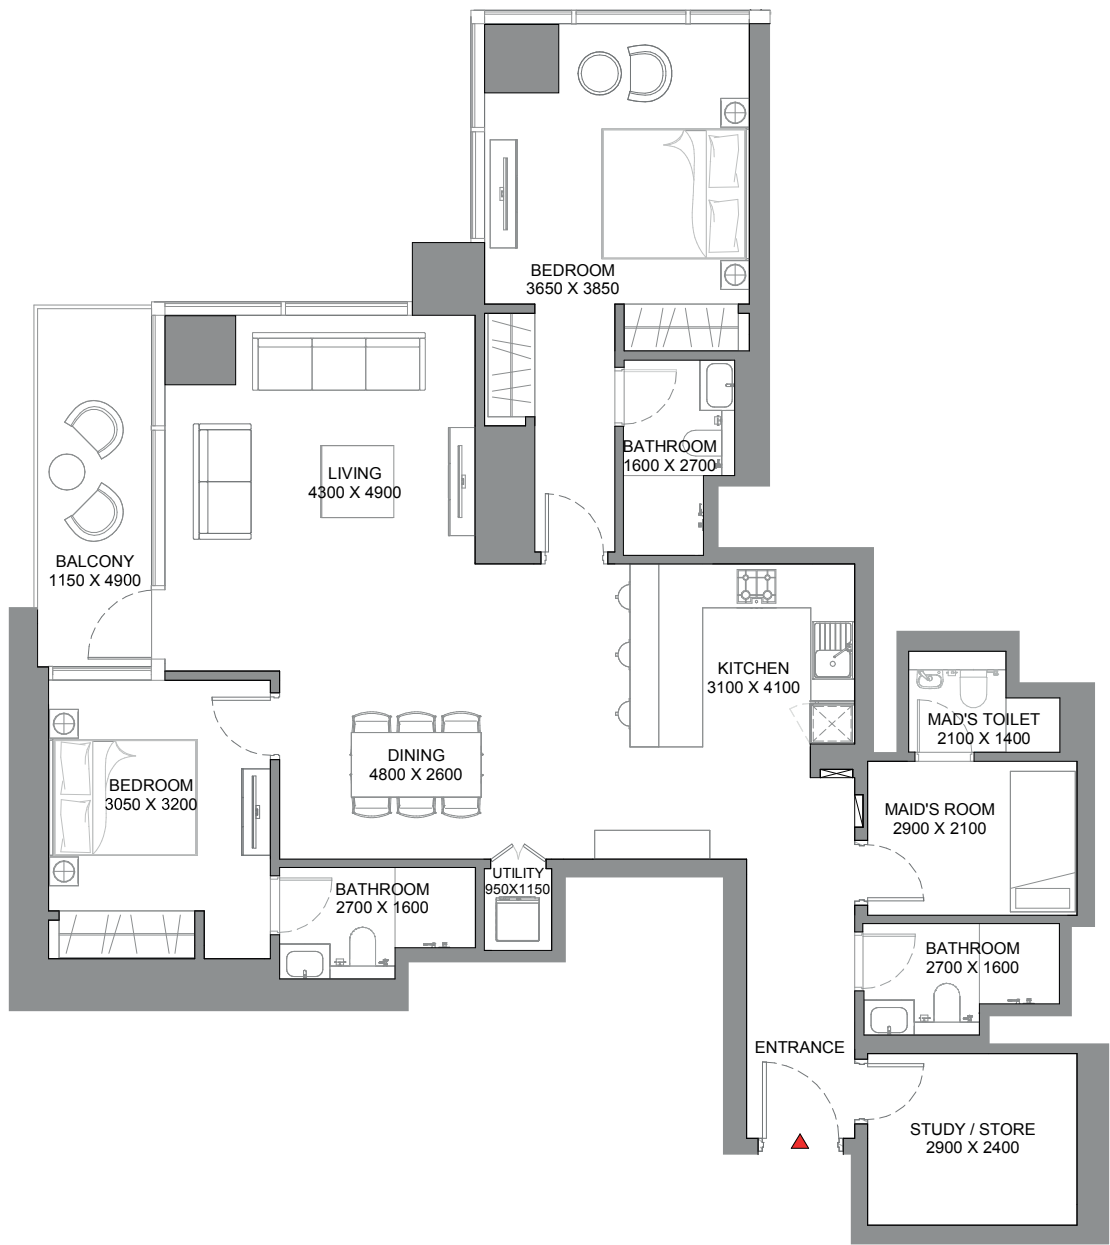 BEDROOM
3650 X 3850
BATHROOM
1600 X 2700
LIVING
4300 X 4900
BALCONY
1150 X 4900
KITCHEN
3100 X 4100
MAD'S TOILET
2100 X 1400
DINING
4800 X 2600
BEDROOM
3050 X 3200
MAID'S ROOM
2900 X 2100
UTILITY
950X1150
BATHROOM
2700 X 1600
BATHROOM
2700 X 1600
ENTRANCE
STUDY / STORE
2900 X 2400